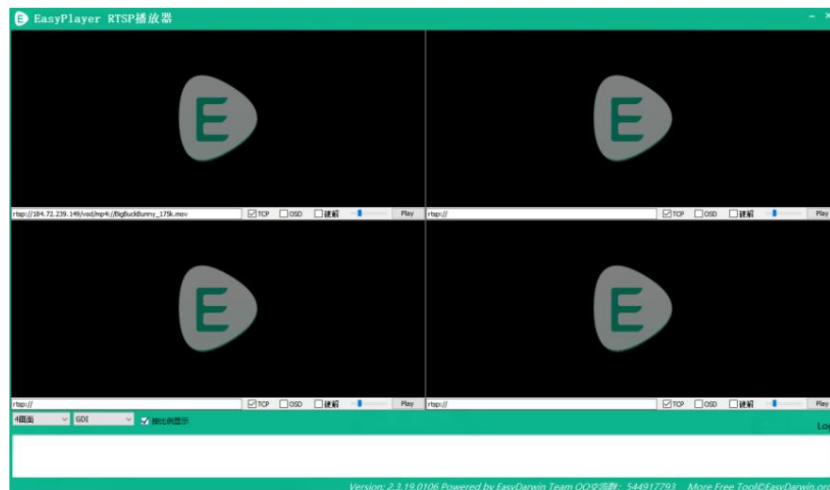 EasyPlayer RTSP播放器
E
E
rtsp://184.72.239.149/vod/mp4://BigBuckBunny_175k.mov TCP OSD 硬解 Play
rtsp:// TCP OSD 硬解 Play
E
E
rtsp:// TCP OSD 硬解 Play
rtsp:// TCP OSD 硬解 Play
4画面 GDI 按比例显示
Log
Version: 2.3.19.0106 Powered by EasyDarwin Team QQ交流群：544917793 More Free Tool©EasyDarwin.org